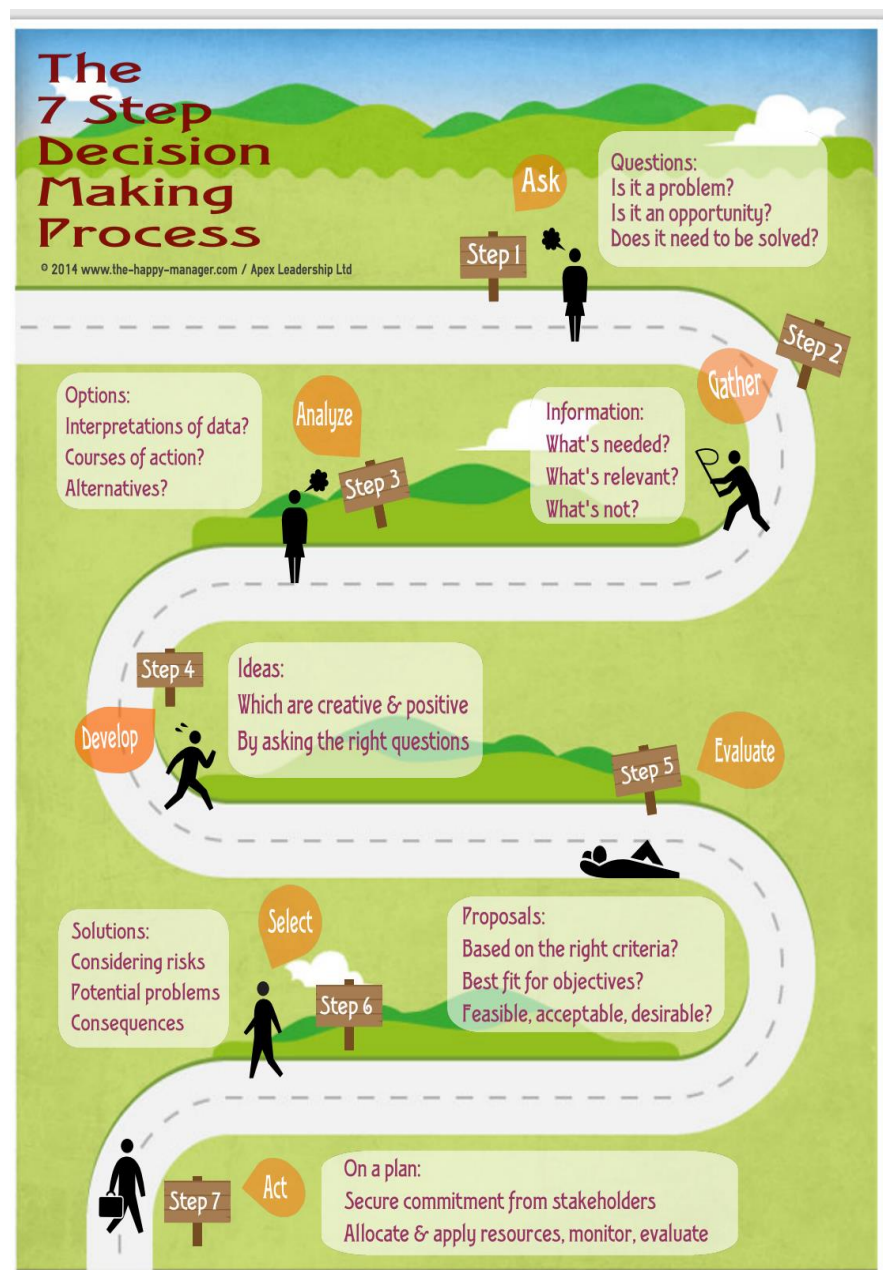 The
7 Step
Decision
Making
Process
© 2014 www.the-happy-manager.com / Apex Leadership Ltd
Ask
Step 1
Questions:
Is it a problem?
Is it an opportunity?
Does it need to be solved?
Step 2
Gather
Information:
What's needed?
What's relevant?
What's not?
Analyze
Step 3
Options:
Interpretations of data?
Courses of action?
Alternatives?
Step 4
Develop
Ideas:
Which are creative & positive
By asking the right questions
Step 5
Evaluate
Proposals:
Based on the right criteria?
Best fit for objectives?
Feasible, acceptable, desirable?
Select
Step 6
Solutions:
Considering risks
Potential problems
Consequences
Step 7
Act
On a plan:
Secure commitment from stakeholders
Allocate & apply resources, monitor, evaluate